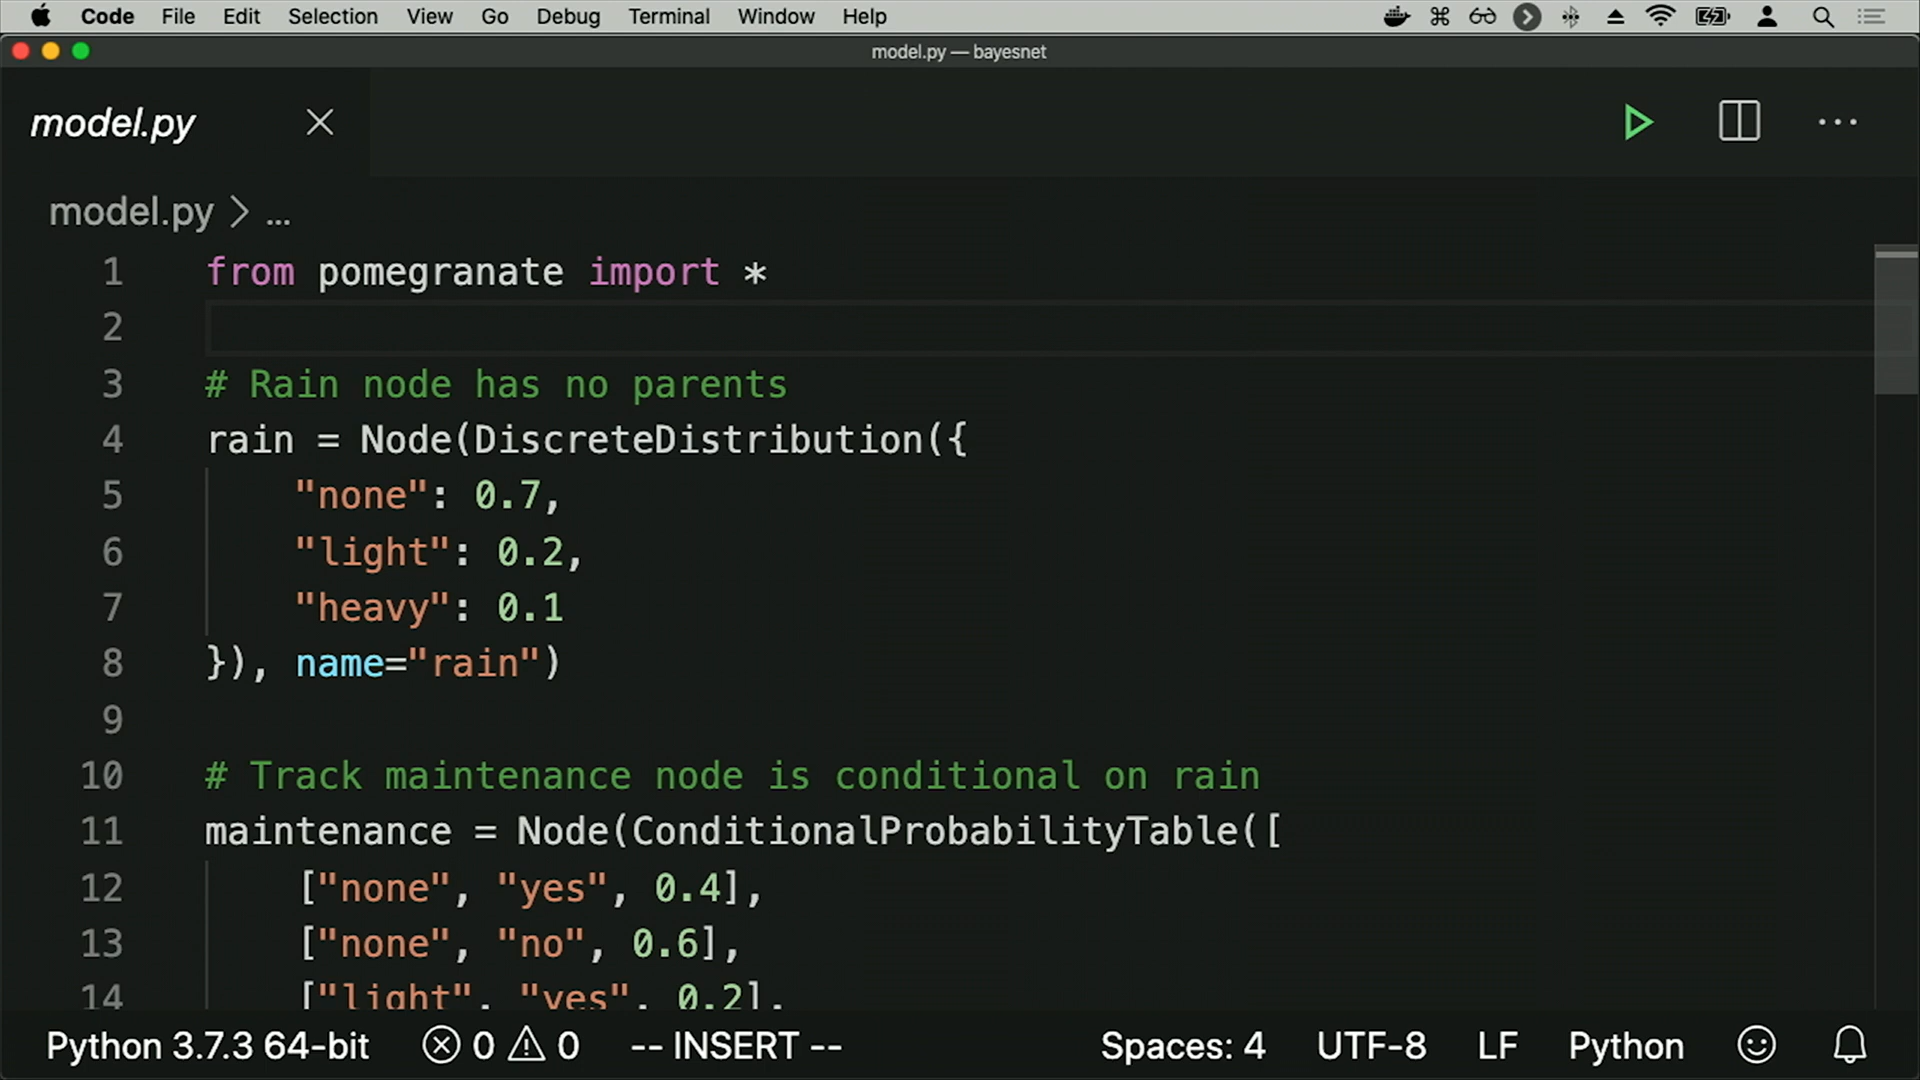 Code File Edit Selection View Go Debug Terminal Window Help
model.py — bayesnet
model.py
model.py > ...
1 from pomegranate import *
2
3 # Rain node has no parents
4 rain = Node(DiscreteDistribution({
5     "none": 0.7,
6     "light": 0.2,
7     "heavy": 0.1
8 }), name="rain")
9
10 # Track maintenance node is conditional on rain
11 maintenance = Node(ConditionalProbabilityTable([
12     ["none", "yes", 0.4],
13     ["none", "no", 0.6],
14     ["light", "yes", 0.2],
Python 3.7.3 64-bit 0 0 -- INSERT -- Spaces: 4 UTF-8 LF Python